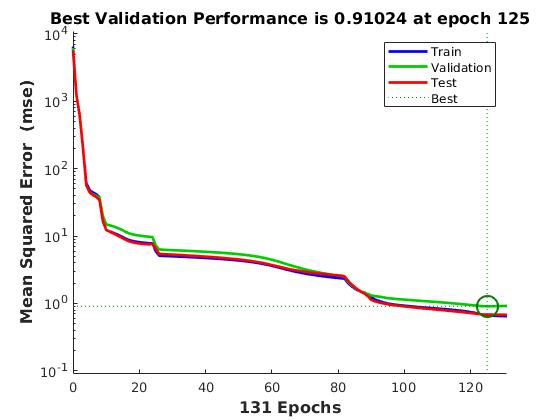 Best Validation Performance is 0.91024 at epoch 125
Mean Squared Error  (mse)
10^4
10^3
10^2
10^1
10^0
10^-1
Train
Validation
Test
Best
0 20 40 60 80 100 120
131 Epochs